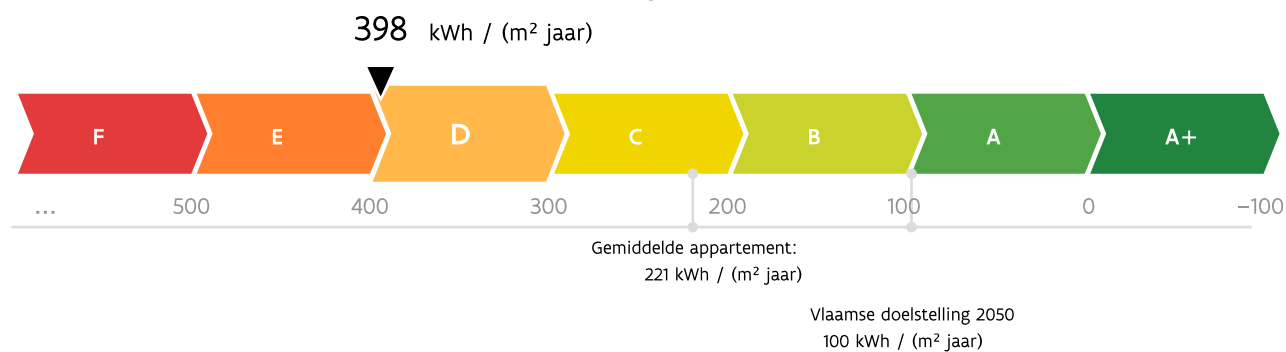 398 kWh / (m² jaar)
F E D C B A A+
... 500 400 300 200 100 0 −100
Gemiddelde appartement:
221 kWh / (m² jaar)
Vlaamse doelstelling 2050
100 kWh / (m² jaar)